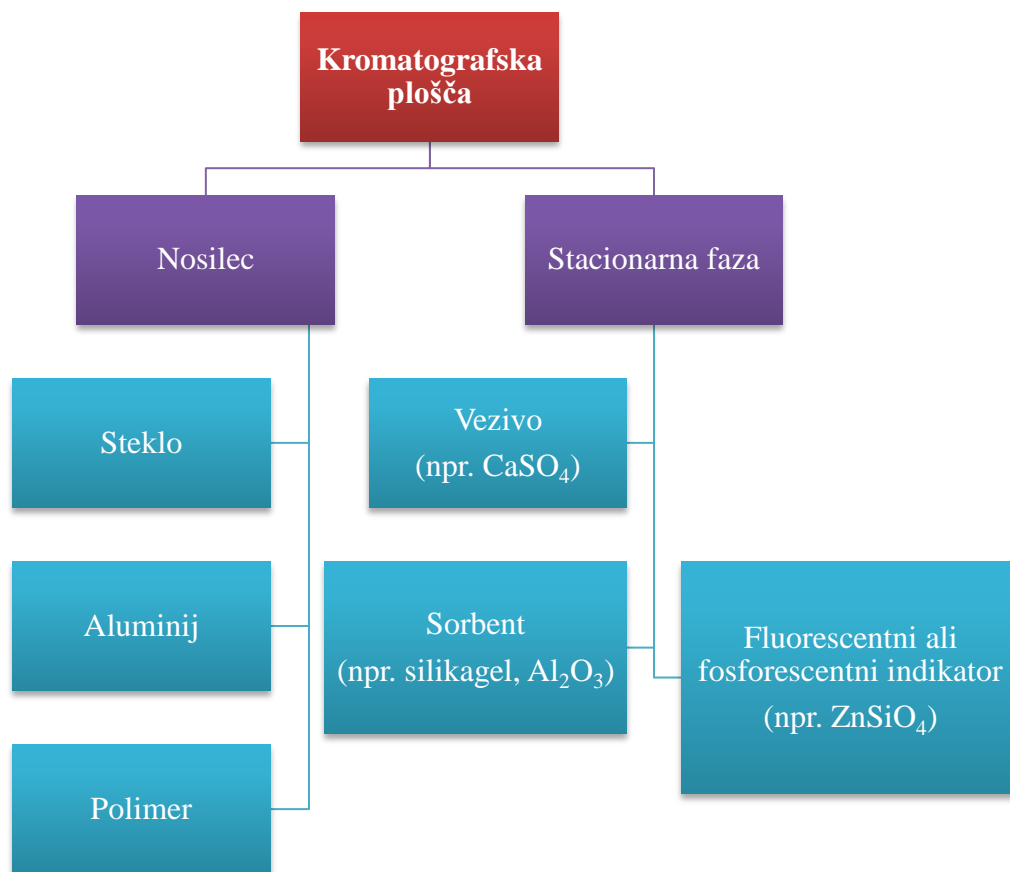 Kromatografska
plošča
Nosilec
Stacionarna faza
Steklo
Vezivo
(npr. CaSO₄)
Aluminij
Sorbent
(npr. silikagel, Al₂O₃)
Fluorescentni ali
fosforescentni indikator
(npr. ZnSiO₄)
Polimer